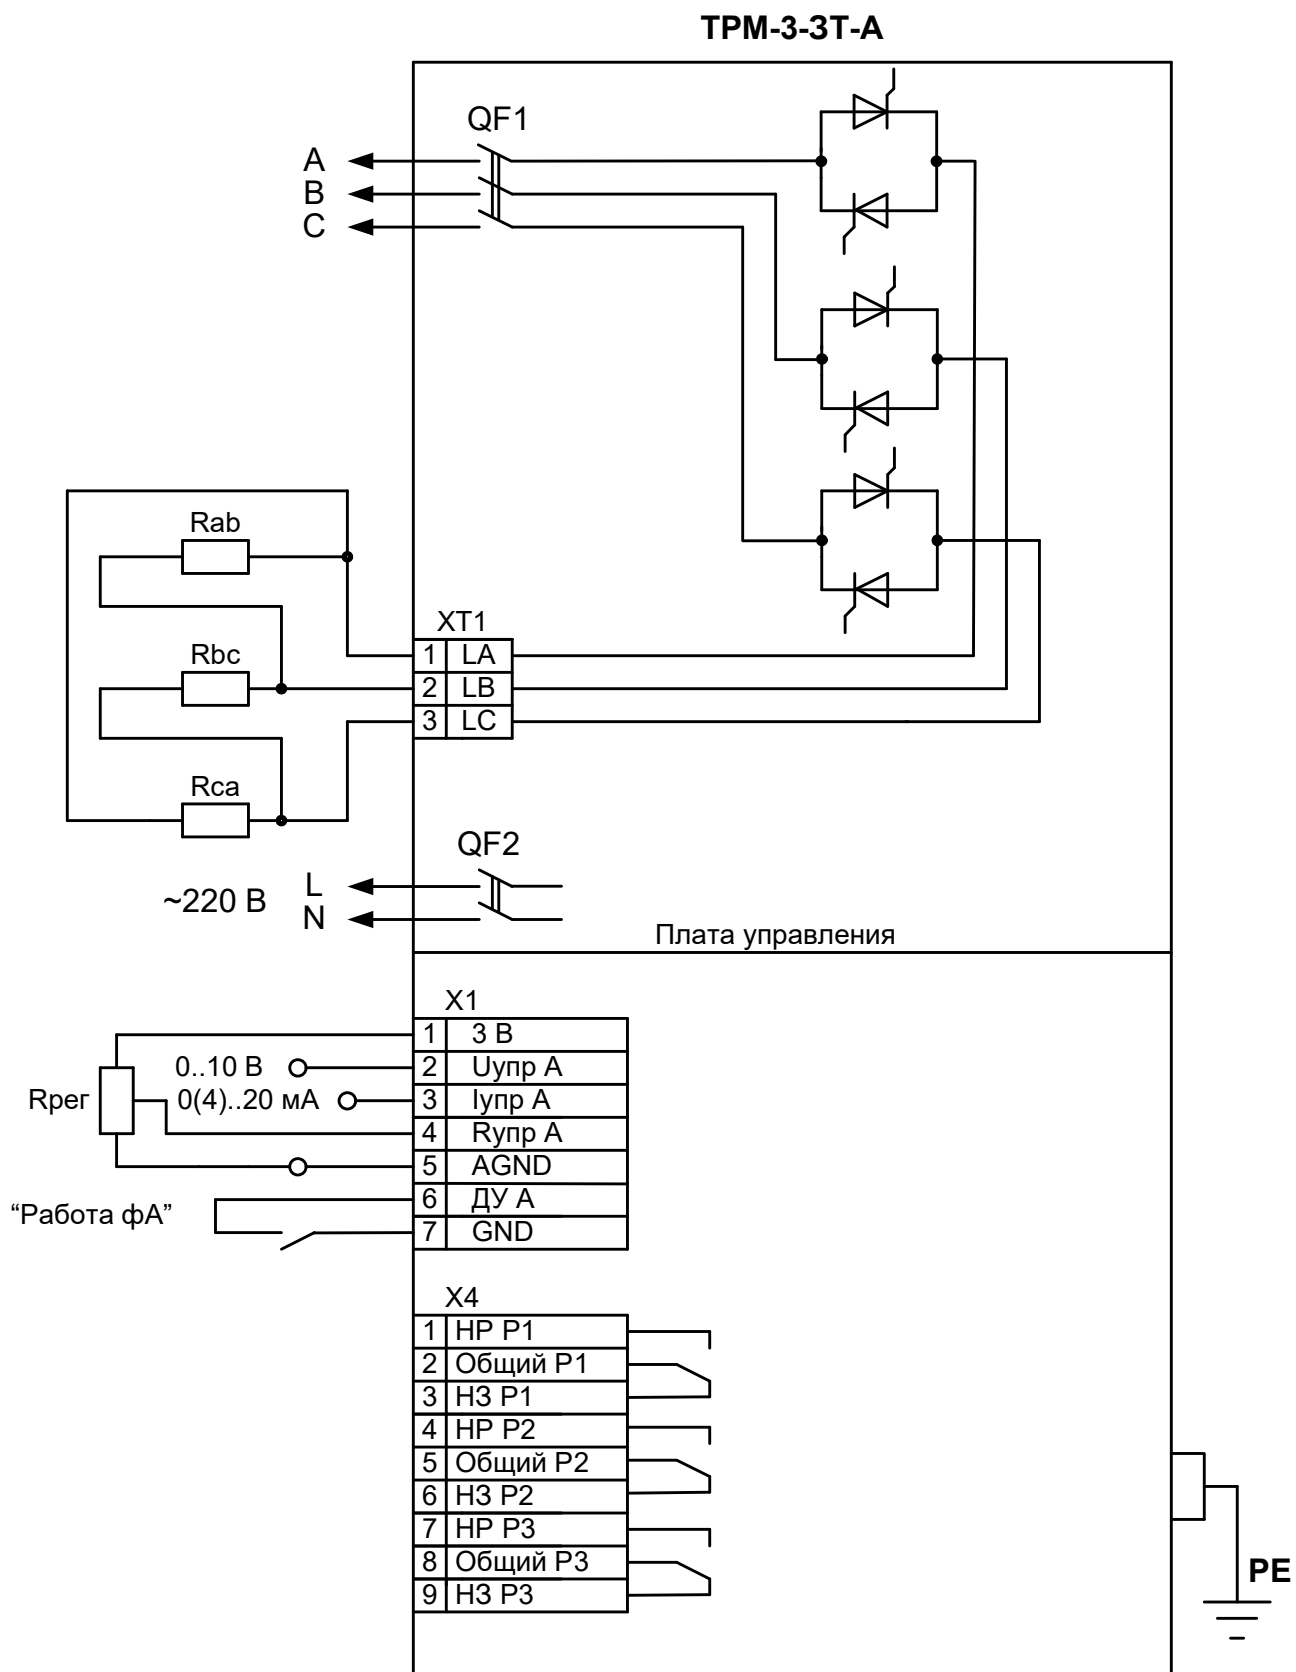 ТРМ-3-ЗТ-А
QF1
A
B
C
Rab
Rbc
Rca
XT1
1 LA
2 LB
3 LC
QF2
~220 В
L
N
Плата управления
X1
1 3 В
2 Uупр А
3 Iупр А
4 Rупр А
5 AGND
6 ДУ А
7 GND
0..10 В
0(4)..20 мА
Rрег
“Работа фА”
X4
1 НР Р1
2 Общий Р1
3 НЗ Р1
4 НР Р2
5 Общий Р2
6 НЗ Р2
7 НР Р3
8 Общий Р3
9 НЗ Р3
PE